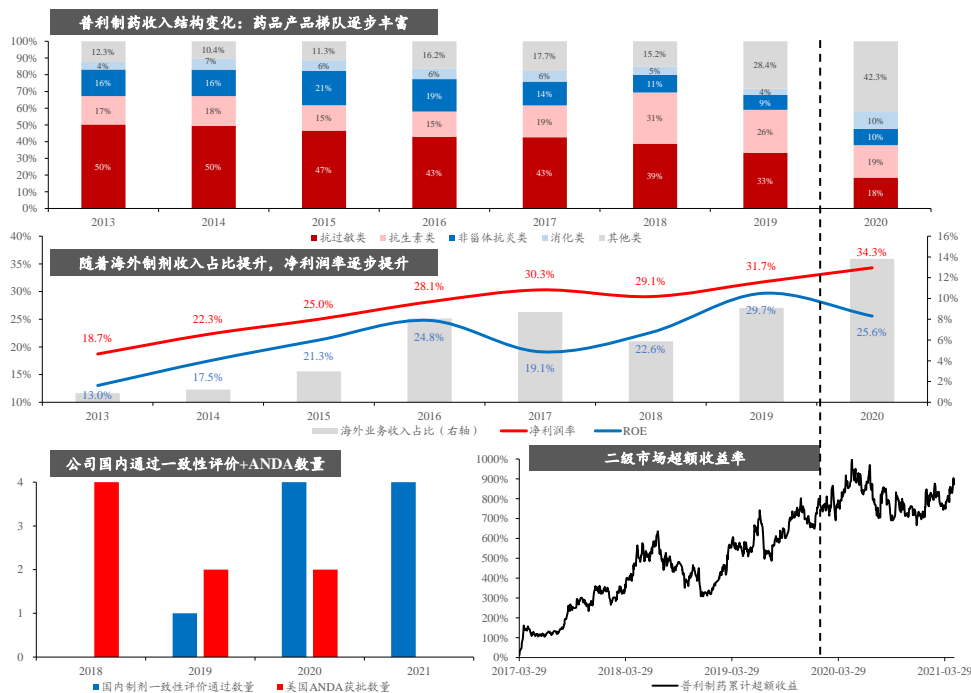 普利制药收入结构变化：药品产品梯队逐步丰富
100%
90%
80%
70%
60%
50%
40%
30%
20%
10%
0%
12.3% 10.4% 11.3% 16.2% 17.7% 15.2% 28.4% 42.3%
4% 7% 6% 6% 6% 5% 4% 10%
16% 16% 21% 19% 14% 11% 9% 10%
17% 18% 15% 15% 19% 31% 26% 19%
50% 50% 47% 43% 43% 39% 33% 18%
2013 2014 2015 2016 2017 2018 2019 2020
抗过敏类 抗生素类 非甾体抗炎类 消化类 其他类
随着海外制剂收入占比提升，净利润率逐步提升
40%
35%
30%
25%
20%
15%
10%
16%
14%
12%
10%
8%
6%
4%
2%
0%
18.7% 22.3% 25.0% 28.1% 30.3% 29.1% 31.7% 34.3%
13.0% 17.5% 21.3% 24.8% 19.1% 22.6% 29.7% 25.6%
2013 2014 2015 2016 2017 2018 2019 2020
海外业务收入占比（右轴） 净利润率 ROE
公司国内通过一致性评价+ANDA数量
4
3
2
1
0
2018 2019 2020 2021
国内制剂一致性评价通过数量 美国ANDA获批数量
二级市场超额收益率
1000%
900%
800%
700%
600%
500%
400%
300%
200%
100%
0%
2017-03-29 2018-03-29 2019-03-29 2020-03-29 2021-03-29
普利制药累计超额收益